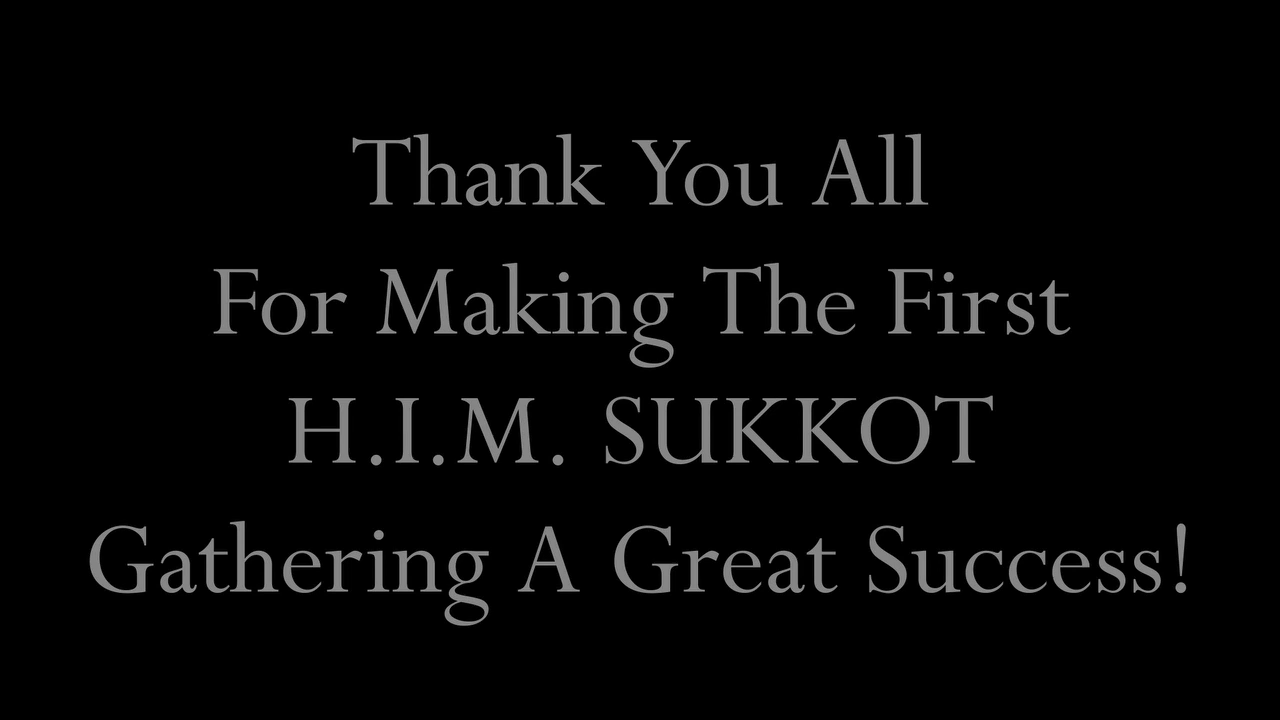 Thank You All
For Making The First
H.I.M. SUKKOT
Gathering A Great Success!